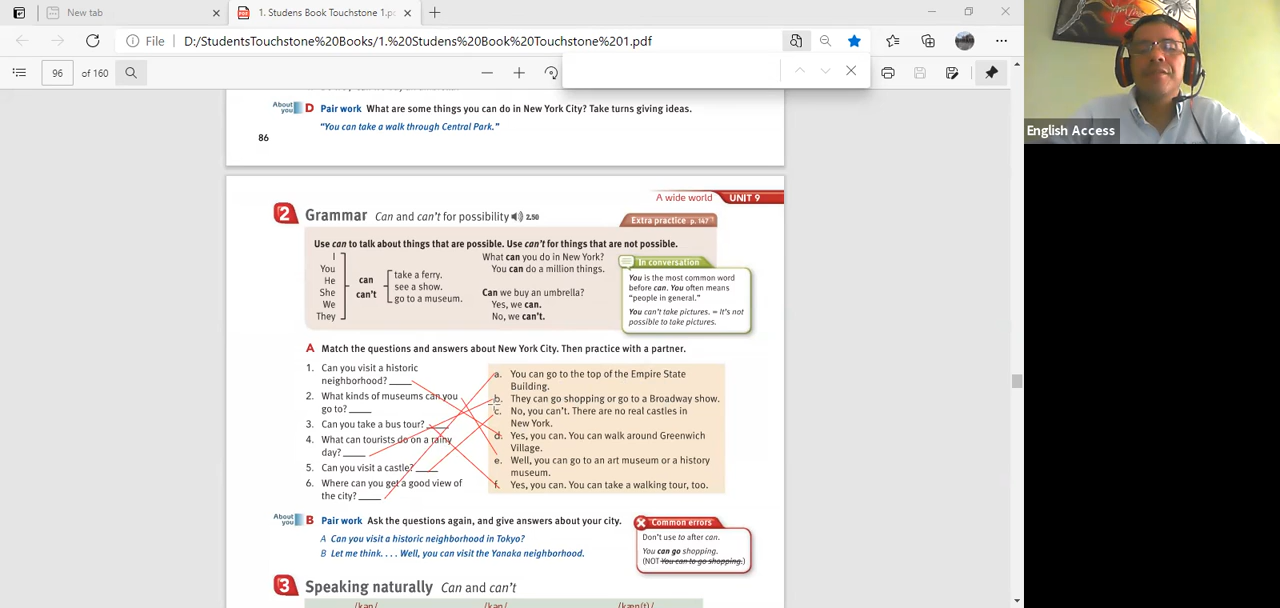 New tab
1. Studens Book Touchstone 1.pc
File
D:/StudentsTouchstone%20Books/1.%20Studens%20Book%20Touchstone%201.pdf
96
of 160
English Access
About you
D Pair work What are some things you can do in New York City? Take turns giving ideas.
"You can take a walk through Central Park."
86
A wide world UNIT 9
2 Grammar Can and can't for possibility 2.50
Extra practice p. 147
Use can to talk about things that are possible. Use can't for things that are not possible.
I
You
He
She
We
They
can
can't
take a ferry.
see a show.
go to a museum.
What can you do in New York?
You can do a million things.
Can we buy an umbrella?
Yes, we can.
No, we can't.
In conversation
You is the most common word
before can. You often means
"people in general."
You can't take pictures. = It's not
possible to take pictures.
A Match the questions and answers about New York City. Then practice with a partner.
1. Can you visit a historic
neighborhood? ____
2. What kinds of museums can you
go to? ____
3. Can you take a bus tour? ____
4. What can tourists do on a rainy
day? ____
5. Can you visit a castle? ____
6. Where can you get a good view of
the city? ____
a. You can go to the top of the Empire State
Building.
b. They can go shopping or go to a Broadway show.
c. No, you can't. There are no real castles in
New York.
d. Yes, you can. You can walk around Greenwich
Village.
e. Well, you can go to an art museum or a history
museum.
f. Yes, you can. You can take a walking tour, too.
About you
B Pair work Ask the questions again, and give answers about your city.
A Can you visit a historic neighborhood in Tokyo?
B Let me think. . . . Well, you can visit the Yanaka neighborhood.
Common errors
Don't use to after can.
You can go shopping.
(NOT You can to go shopping.)
3 Speaking naturally Can and can't